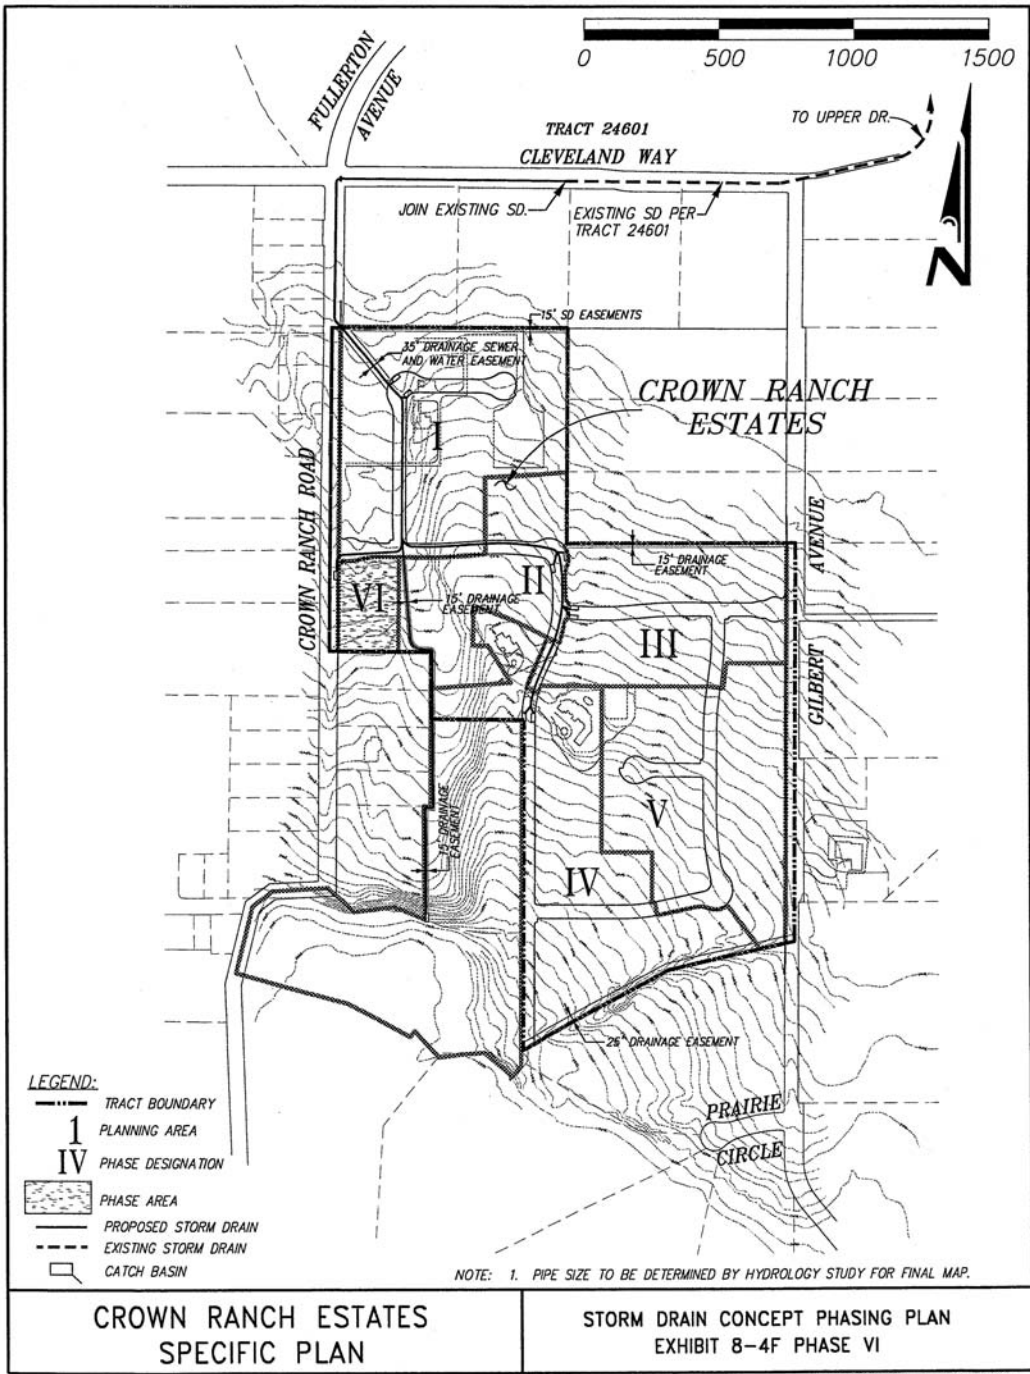 0 500 1000 1500
FULLERTON
AVENUE
TO UPPER DR.
TRACT 24601
CLEVELAND WAY
JOIN EXISTING SD.
EXISTING SD PER
TRACT 24601
N
15' SD EASEMENTS
35' DRAINAGE SEWER
AND WATER EASEMENT
CROWN RANCH
ESTATES
I
CROWN RANCH ROAD
AVENUE
GILBERT
15' DRAINAGE
EASEMENT
II
VI
15' DRAINAGE
EASEMENT
III
15' DRAINAGE
EASEMENT
V
IV
25' DRAINAGE EASEMENT
PRAIRIE
CIRCLE
LEGEND:
TRACT BOUNDARY
1 PLANNING AREA
IV PHASE DESIGNATION
PHASE AREA
PROPOSED STORM DRAIN
EXISTING STORM DRAIN
CATCH BASIN
NOTE: 1. PIPE SIZE TO BE DETERMINED BY HYDROLOGY STUDY FOR FINAL MAP.
CROWN RANCH ESTATES
SPECIFIC PLAN
STORM DRAIN CONCEPT PHASING PLAN
EXHIBIT 8-4F PHASE VI